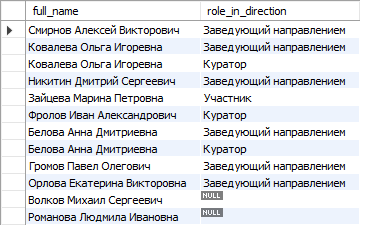 full_name role_in_direction
Смирнов Алексей Викторович Заведующий направлением
Ковалева Ольга Игоревна Заведующий направлением
Ковалева Ольга Игоревна Куратор
Никитин Дмитрий Сергеевич Заведующий направлением
Зайцева Марина Петровна Участник
Фролов Иван Александрович Куратор
Белова Анна Дмитриевна Заведующий направлением
Белова Анна Дмитриевна Куратор
Громов Павел Олегович Заведующий направлением
Орлова Екатерина Викторовна Заведующий направлением
Волков Михаил Сергеевич NULL
Романова Людмила Ивановна NULL